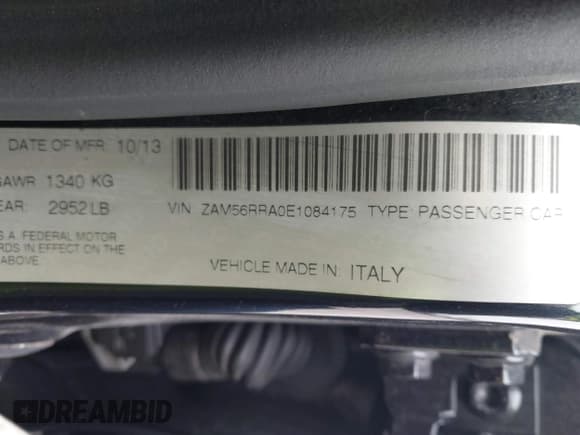 DATE OF MFR 10/13
GAWR 1340 KG
EAR 2952 LB
VIN: ZAM56RRA0E1084175 TYPE: PASSENGER CAR
S A. FEDERAL MOTOR
RDS IN EFFECT ON THE
ABOVE.
VEHICLE MADE IN: ITALY
DREAMBID